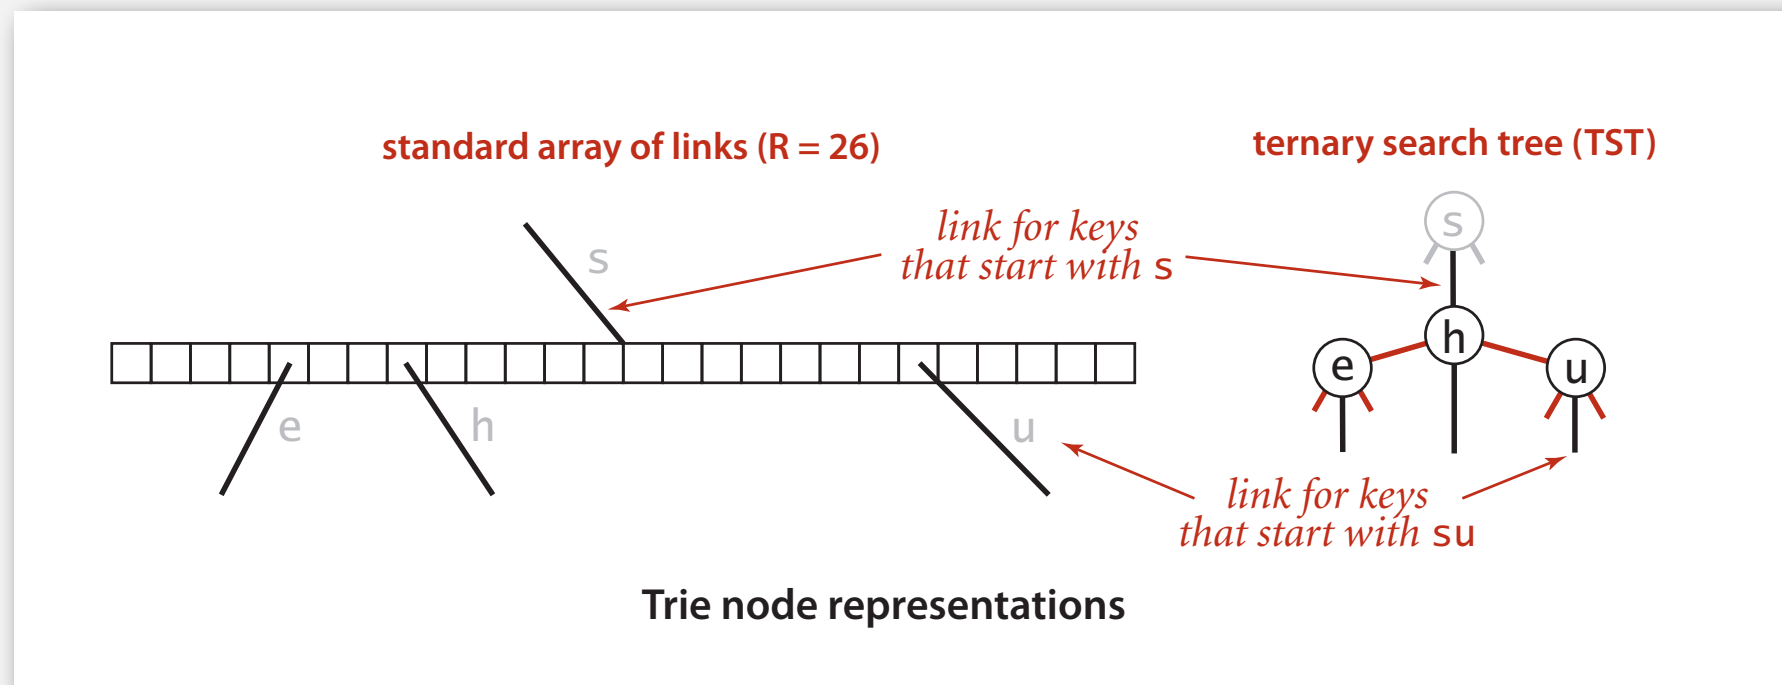 standard array of links (R = 26)
ternary search tree (TST)
s
link for keys
that start with s
s
h
e
u
e
h
u
link for keys
that start with su
Trie node representations